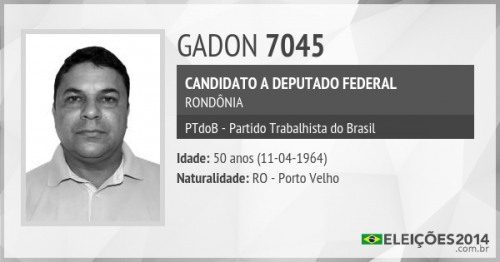 GADON 7045
CANDIDATO A DEPUTADO FEDERAL
RONDÔNIA
PTdoB - Partido Trabalhista do Brasil
Idade: 50 anos (11-04-1964)
Naturalidade: RO - Porto Velho
ELEIÇÕES2014
.com.br